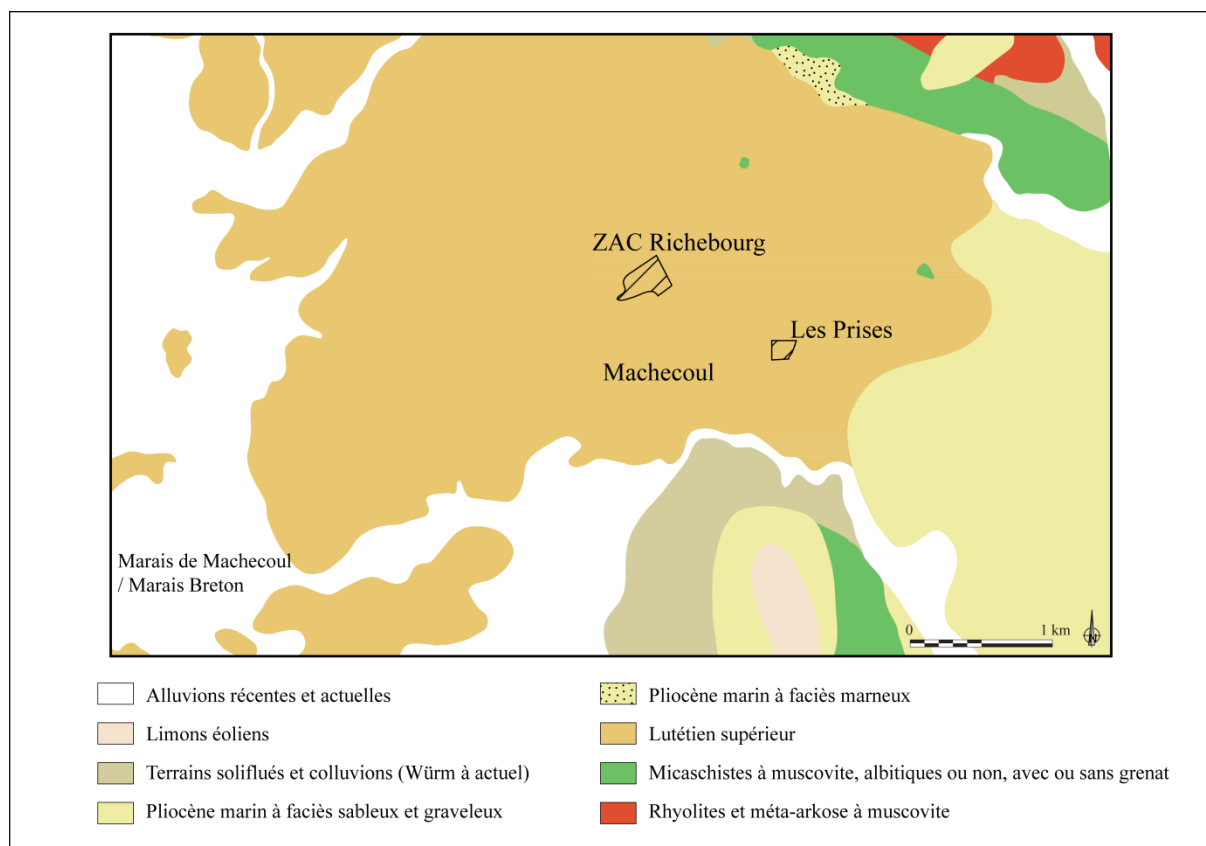 ZAC Richebourg
Les Prises
Machecoul
Marais de Machecoul
/ Marais Breton
0 1 km
N
Alluvions récentes et actuelles
Limons éoliens
Terrains soliflués et colluvions (Würm à actuel)
Pliocène marin à faciès sableux et graveleux
Pliocène marin à faciès marneux
Lutétien supérieur
Micaschistes à muscovite, albitiques ou non, avec ou sans grenat
Rhyolites et méta-arkose à muscovite